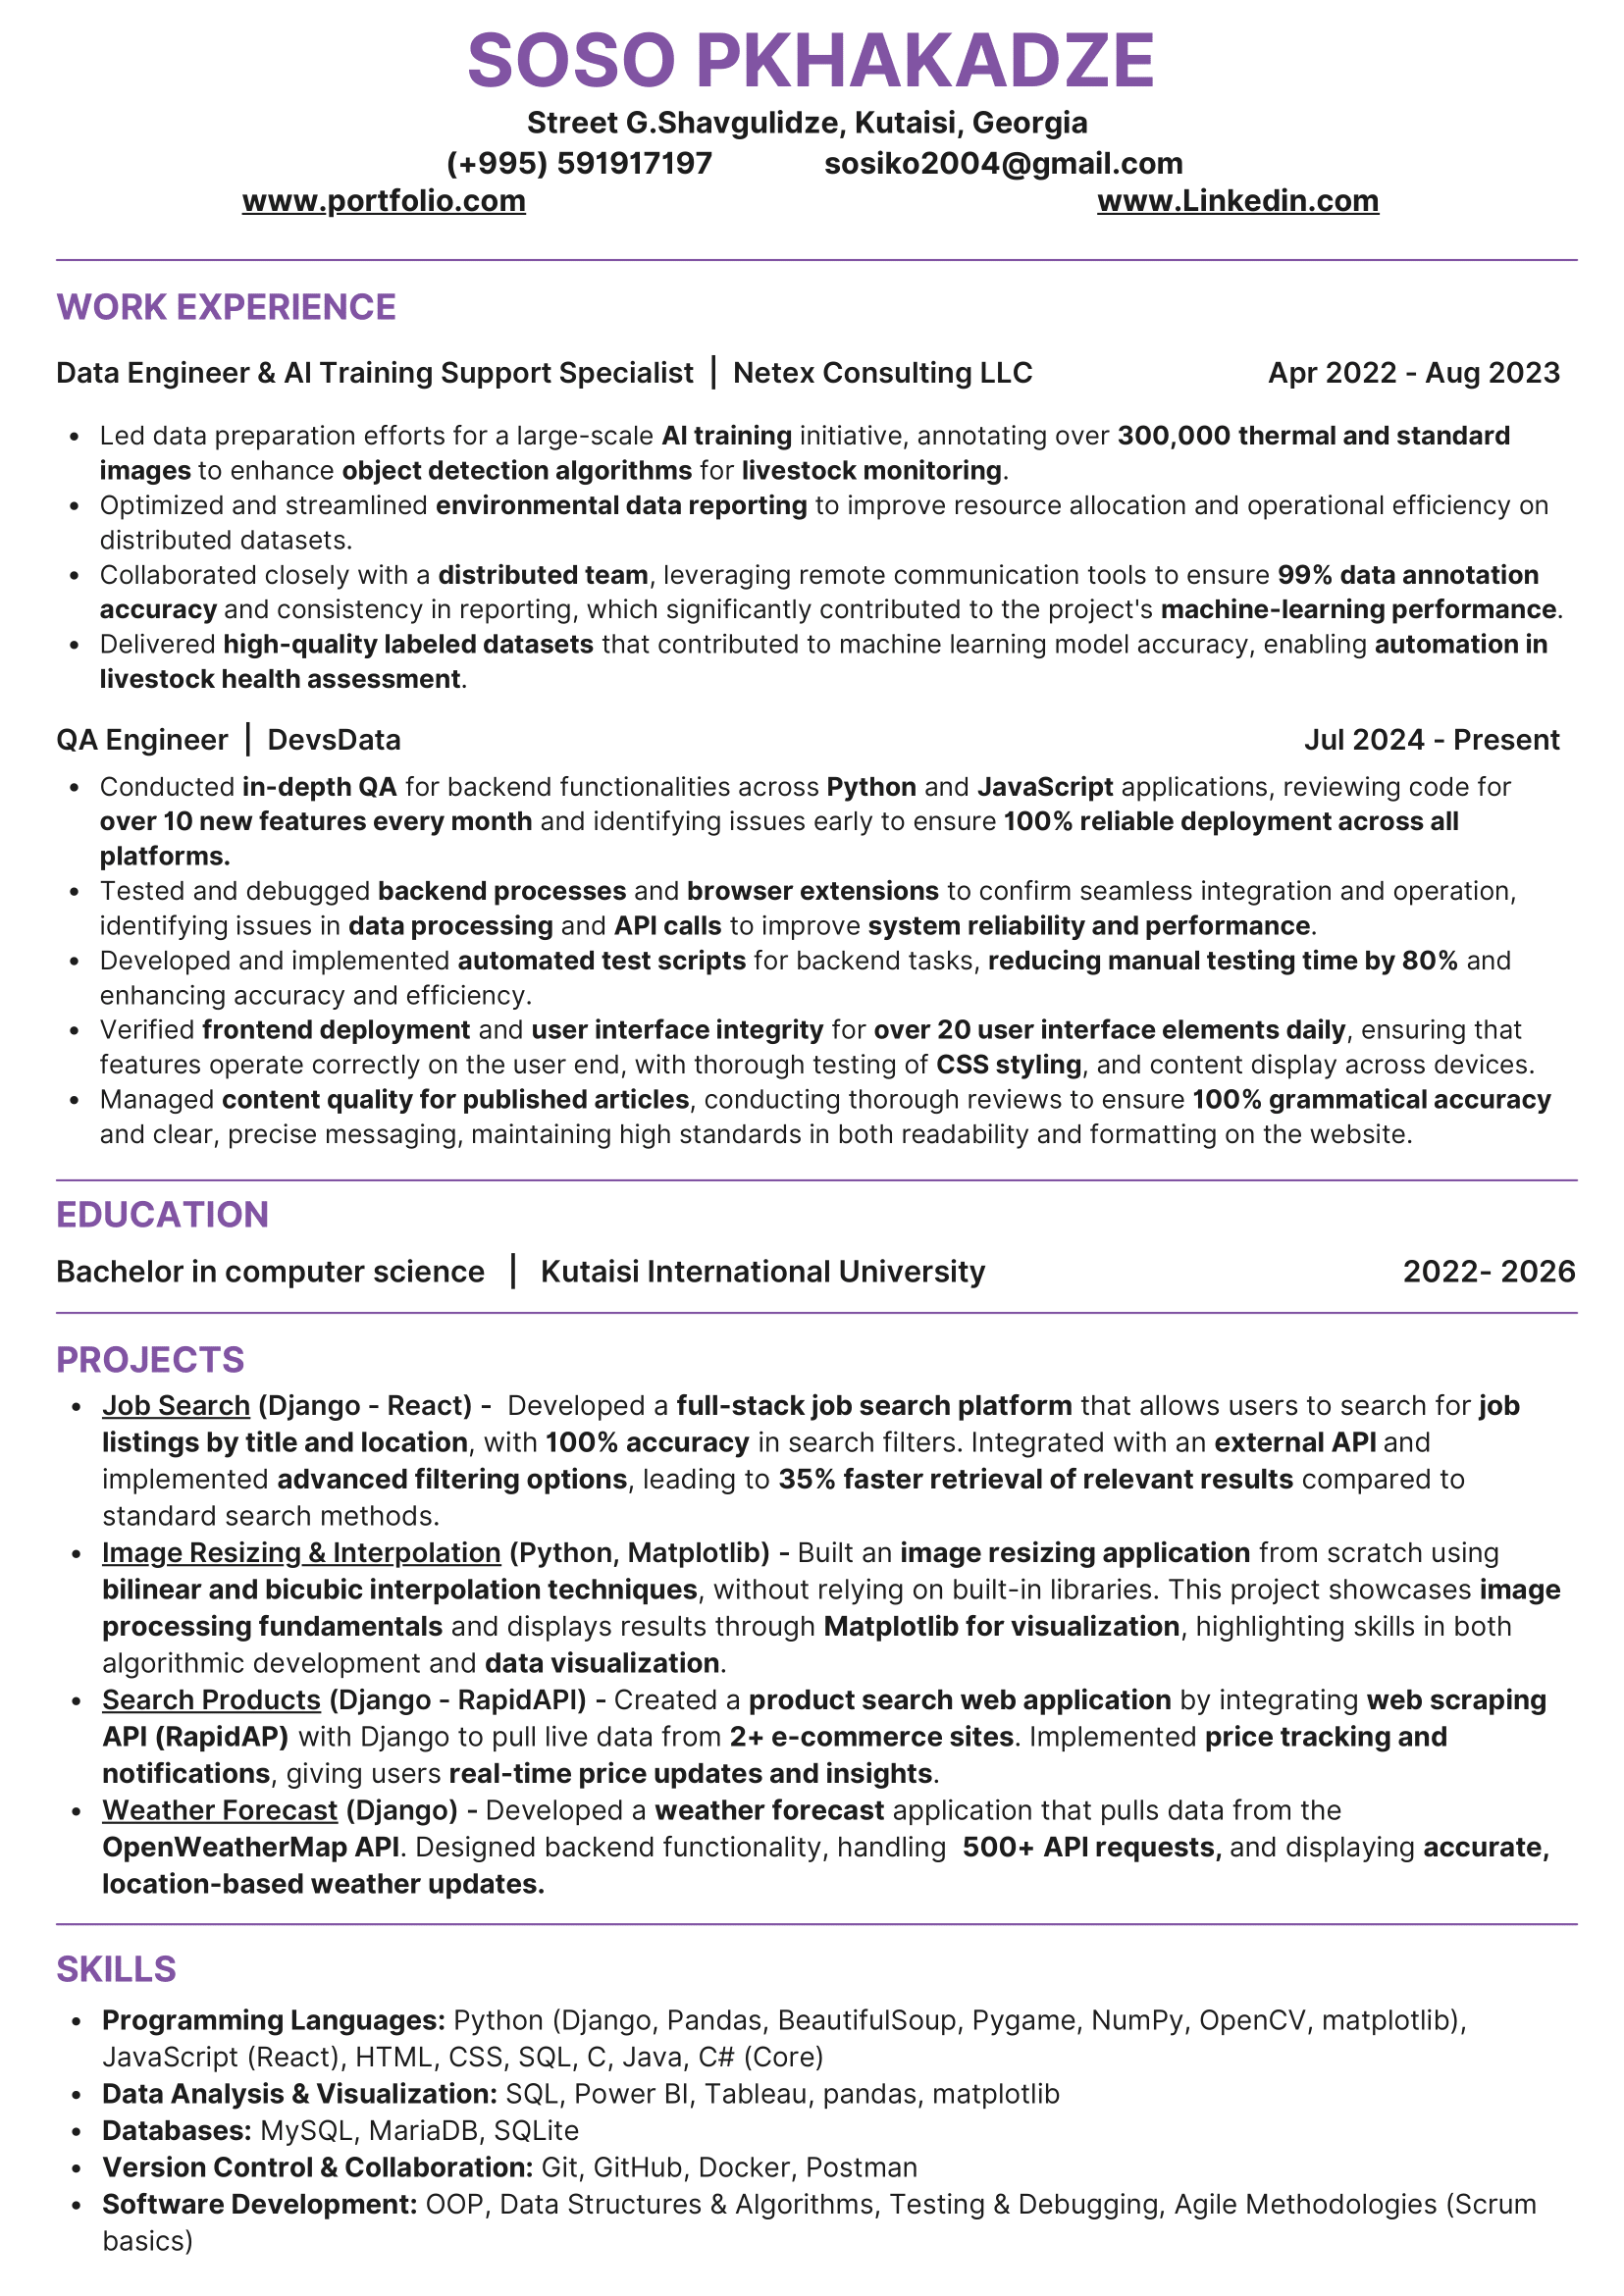 SOSO PKHAKADZE
Street G.Shavgulidze, Kutaisi, Georgia
(+995) 591917197 sosiko2004@gmail.com
www.portfolio.com www.Linkedin.com
WORK EXPERIENCE
Data Engineer & AI Training Support Specialist | Netex Consulting LLC Apr 2022 - Aug 2023
• Led data preparation efforts for a large-scale AI training initiative, annotating over 300,000 thermal and standard
images to enhance object detection algorithms for livestock monitoring.
• Optimized and streamlined environmental data reporting to improve resource allocation and operational efficiency on
distributed datasets.
• Collaborated closely with a distributed team, leveraging remote communication tools to ensure 99% data annotation
accuracy and consistency in reporting, which significantly contributed to the project's machine-learning performance.
• Delivered high-quality labeled datasets that contributed to machine learning model accuracy, enabling automation in
livestock health assessment.
QA Engineer | DevsData Jul 2024 - Present
• Conducted in-depth QA for backend functionalities across Python and JavaScript applications, reviewing code for
over 10 new features every month and identifying issues early to ensure 100% reliable deployment across all
platforms.
• Tested and debugged backend processes and browser extensions to confirm seamless integration and operation,
identifying issues in data processing and API calls to improve system reliability and performance.
• Developed and implemented automated test scripts for backend tasks, reducing manual testing time by 80% and
enhancing accuracy and efficiency.
• Verified frontend deployment and user interface integrity for over 20 user interface elements daily, ensuring that
features operate correctly on the user end, with thorough testing of CSS styling, and content display across devices.
• Managed content quality for published articles, conducting thorough reviews to ensure 100% grammatical accuracy
and clear, precise messaging, maintaining high standards in both readability and formatting on the website.
EDUCATION
Bachelor in computer science | Kutaisi International University 2022- 2026
PROJECTS
• Job Search (Django - React) - Developed a full-stack job search platform that allows users to search for job
listings by title and location, with 100% accuracy in search filters. Integrated with an external API and
implemented advanced filtering options, leading to 35% faster retrieval of relevant results compared to
standard search methods.
• Image Resizing & Interpolation (Python, Matplotlib) - Built an image resizing application from scratch using
bilinear and bicubic interpolation techniques, without relying on built-in libraries. This project showcases image
processing fundamentals and displays results through Matplotlib for visualization, highlighting skills in both
algorithmic development and data visualization.
• Search Products (Django - RapidAPI) - Created a product search web application by integrating web scraping
API (RapidAP) with Django to pull live data from 2+ e-commerce sites. Implemented price tracking and
notifications, giving users real-time price updates and insights.
• Weather Forecast (Django) - Developed a weather forecast application that pulls data from the
OpenWeatherMap API. Designed backend functionality, handling 500+ API requests, and displaying accurate,
location-based weather updates.
SKILLS
• Programming Languages: Python (Django, Pandas, BeautifulSoup, Pygame, NumPy, OpenCV, matplotlib),
JavaScript (React), HTML, CSS, SQL, C, Java, C# (Core)
• Data Analysis & Visualization: SQL, Power BI, Tableau, pandas, matplotlib
• Databases: MySQL, MariaDB, SQLite
• Version Control & Collaboration: Git, GitHub, Docker, Postman
• Software Development: OOP, Data Structures & Algorithms, Testing & Debugging, Agile Methodologies (Scrum
basics)